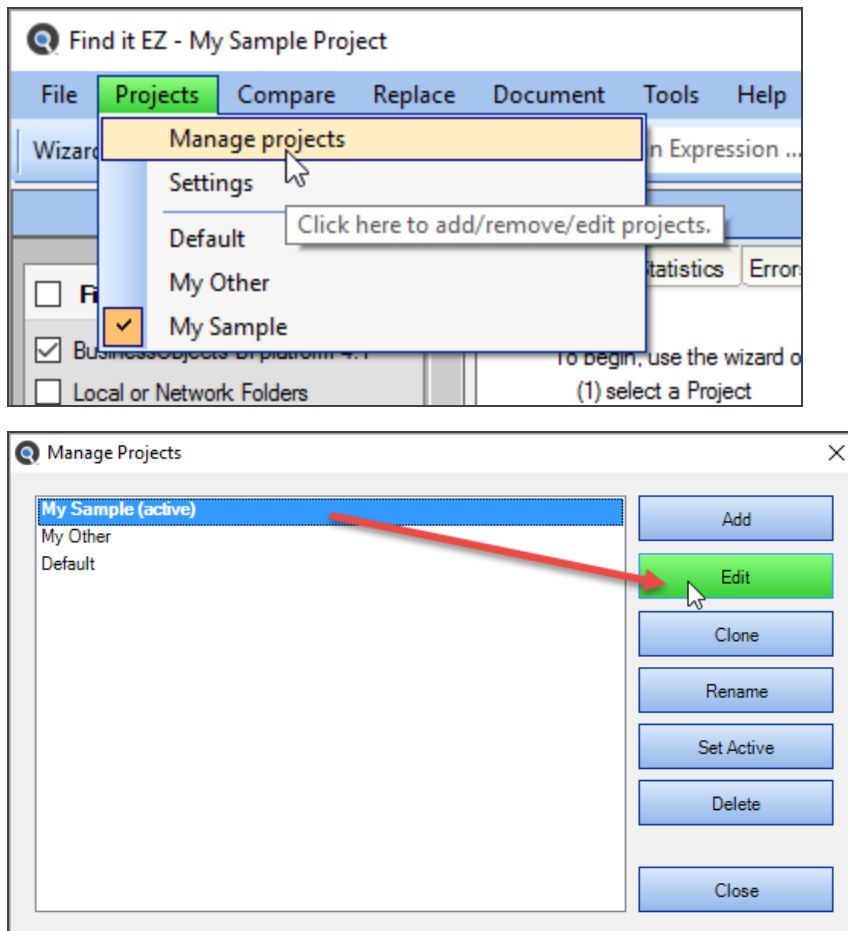 Find it EZ - My Sample Project
File Projects Compare Replace Document Tools Help
Manage projects
n Expression ...
Settings
Click here to add/remove/edit projects.
Default
My Other
Statistics Error
My Sample
To begin, use the wizard o
Local or Network Folders
(1) select a Project
Manage Projects
My Sample (active)
My Other
Default
Add
Edit
Clone
Rename
Set Active
Delete
Close